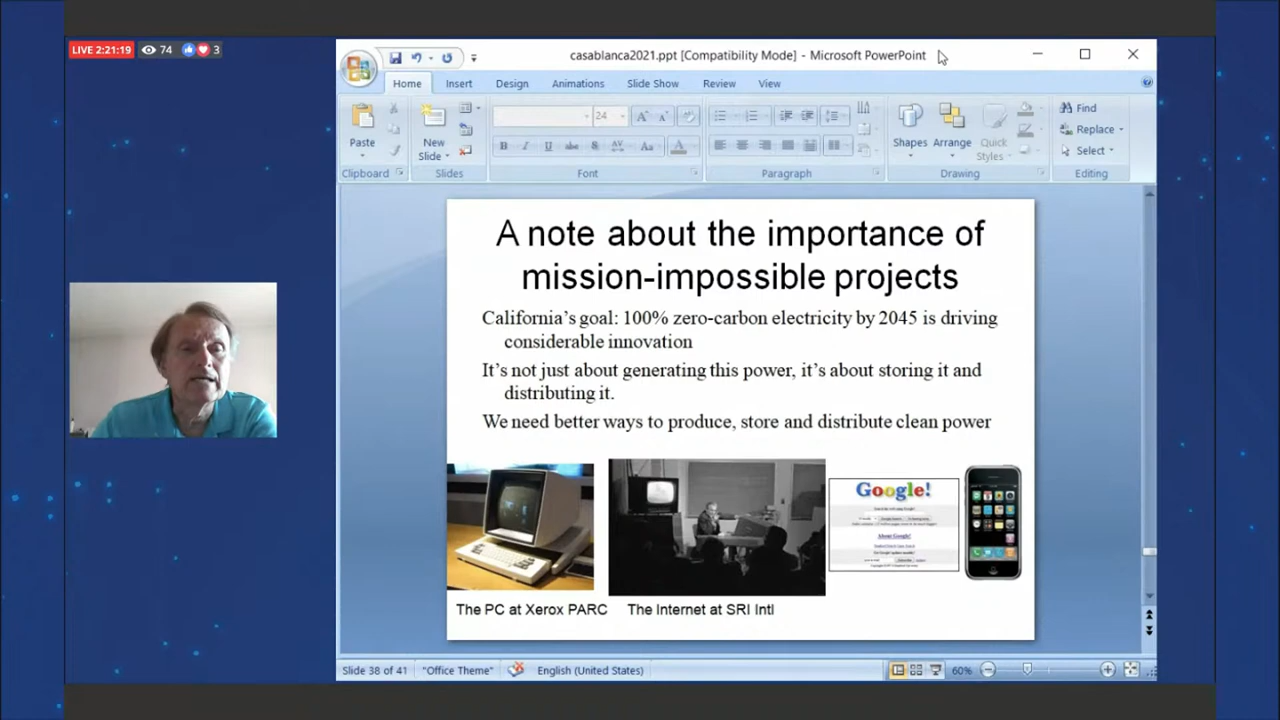 LIVE 2:21:19
74
3
casablanca2021.ppt [Compatibility Mode] - Microsoft PowerPoint
Home Insert Design Animations Slide Show Review View
Paste
New
Slide
24
B I U abc S AV Aa A
Shapes Arrange Quick
Styles
Find
Replace
Select
Clipboard Slides Font Paragraph Drawing Editing
A note about the importance of
mission-impossible projects
California's goal: 100% zero-carbon electricity by 2045 is driving
considerable innovation
It's not just about generating this power, it's about storing it and
distributing it.
We need better ways to produce, store and distribute clean power
Google!
The PC at Xerox PARC The Internet at SRI Intl
Slide 38 of 41 "Office Theme" English (United States) 60%